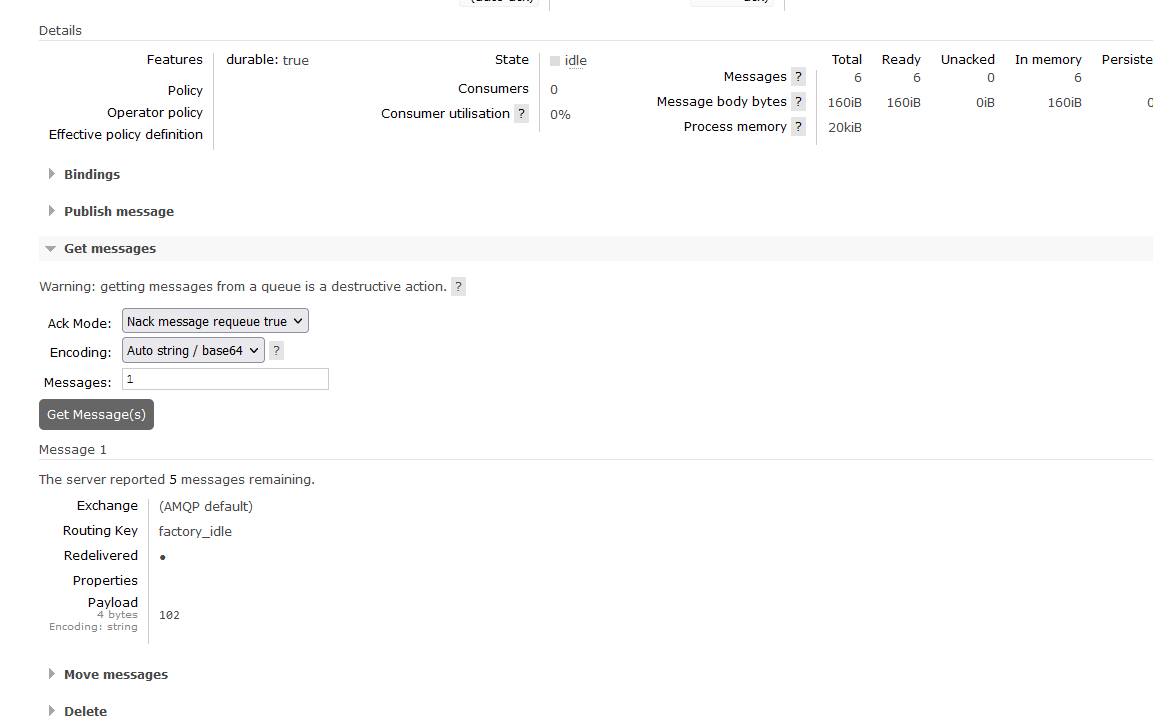 Details
Features durable: true State idle Total Ready Unacked In memory
Messages ? 6 6 0 6
Policy Consumers 0
Message body bytes ? 160iB 160iB 0iB 160iB 0
Operator policy Consumer utilisation ? 0%
Process memory ? 20kiB
Effective policy definition
Bindings
Publish message
Get messages
Warning: getting messages from a queue is a destructive action. ?
Ack Mode: Nack message requeue true
Encoding: Auto string / base64 ?
Messages: 1
Get Message(s)
Message 1
The server reported 5 messages remaining.
Exchange (AMQP default)
Routing Key factory_idle
Redelivered ●
Properties
Payload
4 bytes 102
Encoding: string
Move messages
Delete